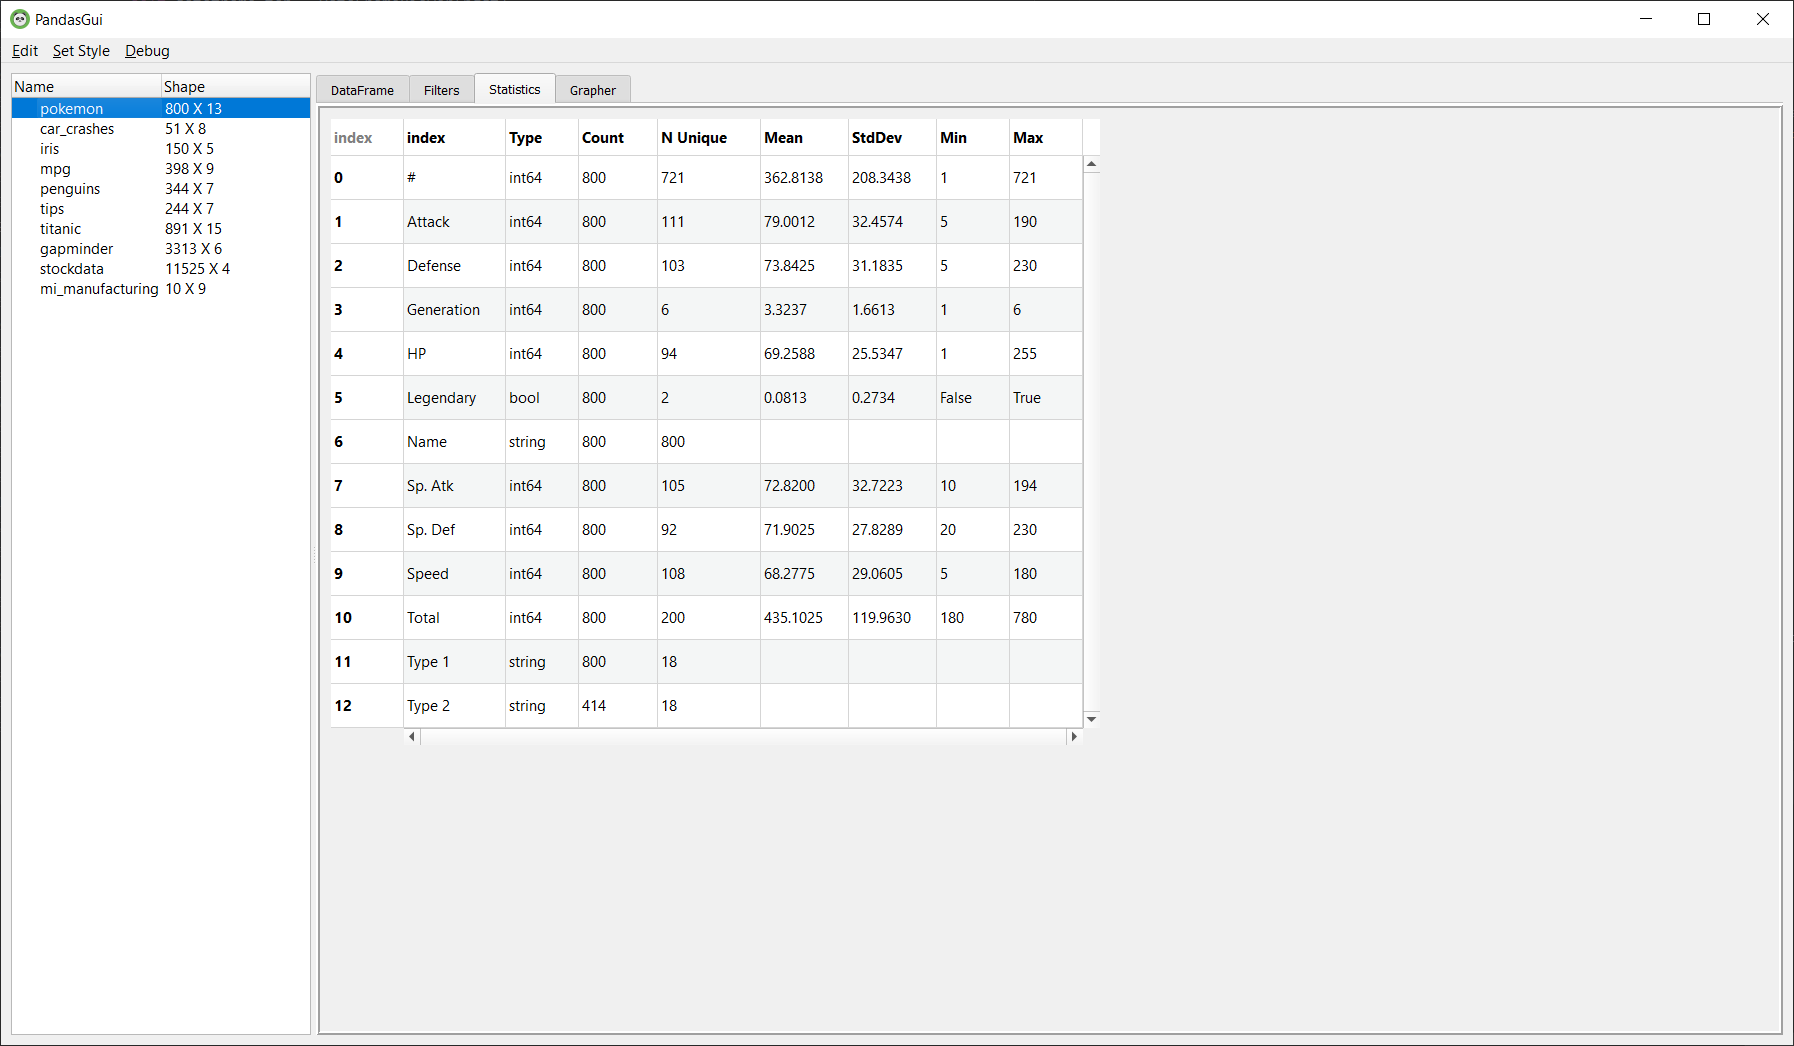 PandasGui
Edit Set Style Debug
Name Shape
pokemon 800 X 13
car_crashes 51 X 8
iris 150 X 5
mpg 398 X 9
penguins 344 X 7
tips 244 X 7
titanic 891 X 15
gapminder 3313 X 6
stockdata 11525 X 4
mi_manufacturing 10 X 9
DataFrame Filters Statistics Grapher
index index Type Count N Unique Mean StdDev Min Max
0 # int64 800 721 362.8138 208.3438 1 721
1 Attack int64 800 111 79.0012 32.4574 5 190
2 Defense int64 800 103 73.8425 31.1835 5 230
3 Generation int64 800 6 3.3237 1.6613 1 6
4 HP int64 800 94 69.2588 25.5347 1 255
5 Legendary bool 800 2 0.0813 0.2734 False True
6 Name string 800 800
7 Sp. Atk int64 800 105 72.8200 32.7223 10 194
8 Sp. Def int64 800 92 71.9025 27.8289 20 230
9 Speed int64 800 108 68.2775 29.0605 5 180
10 Total int64 800 200 435.1025 119.9630 180 780
11 Type 1 string 800 18
12 Type 2 string 414 18